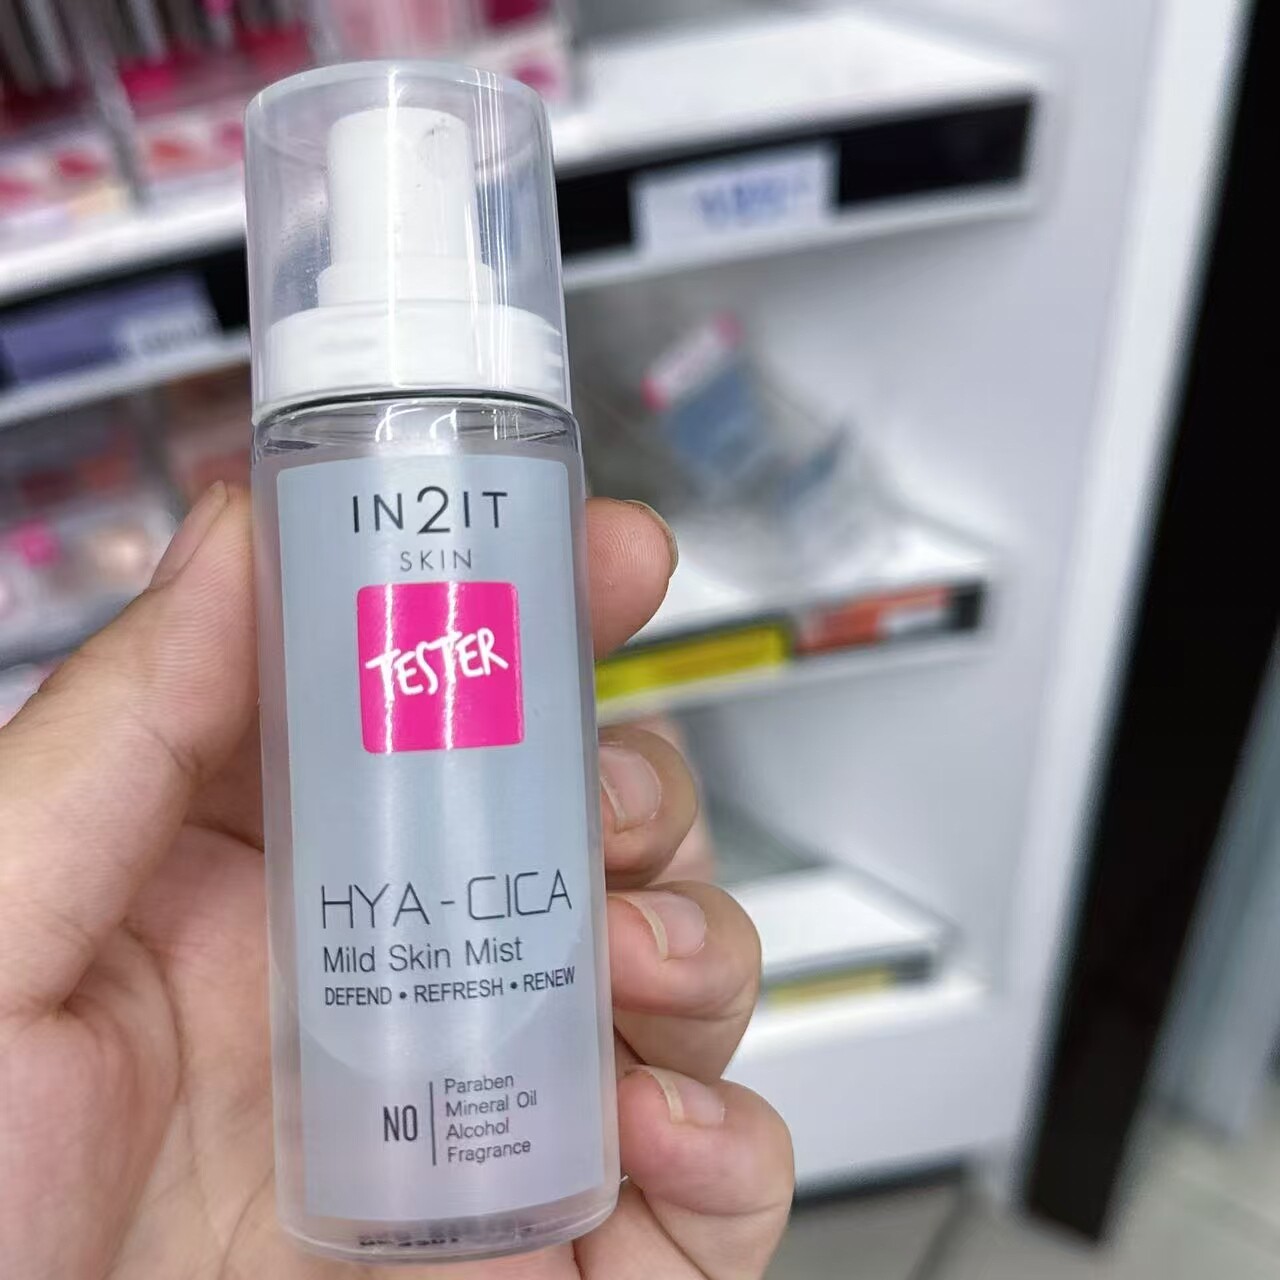 IN2IT
SKIN
TESTER
HYA-CICA
Mild Skin Mist
DEFEND • REFRESH • RENEW
NO
Paraben
Mineral Oil
Alcohol
Fragrance